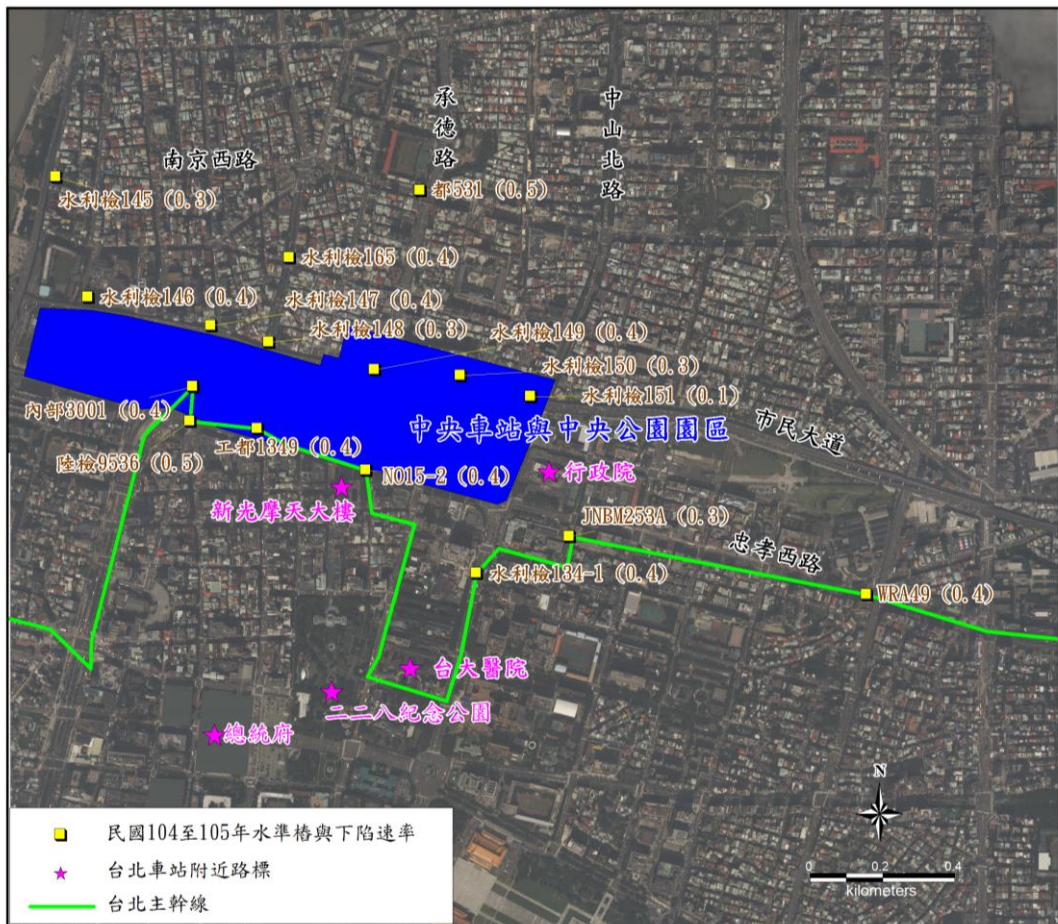 承德路
中山北路
南京西路
水利檢145 (0.3)
都531 (0.5)
水利檢165 (0.4)
水利檢146 (0.4)
水利檢147 (0.4)
水利檢148 (0.3)
水利檢149 (0.4)
水利檢150 (0.3)
水利檢151 (0.1)
內部3001 (0.4)
中央車站與中央公園園區
市民大道
工都1349 (0.4)
陸檢9536 (0.5)
NO15-2 (0.4)
行政院
新光摩天大樓
JNBM253A (0.3)
忠孝西路
水利檢134-1 (0.4)
WRA49 (0.4)
台大醫院
二二八紀念公園
總統府
N
民國104至105年水準樁與下陷速率
台北車站附近路標
台北主幹線
0 0.2 0.4
kilometers